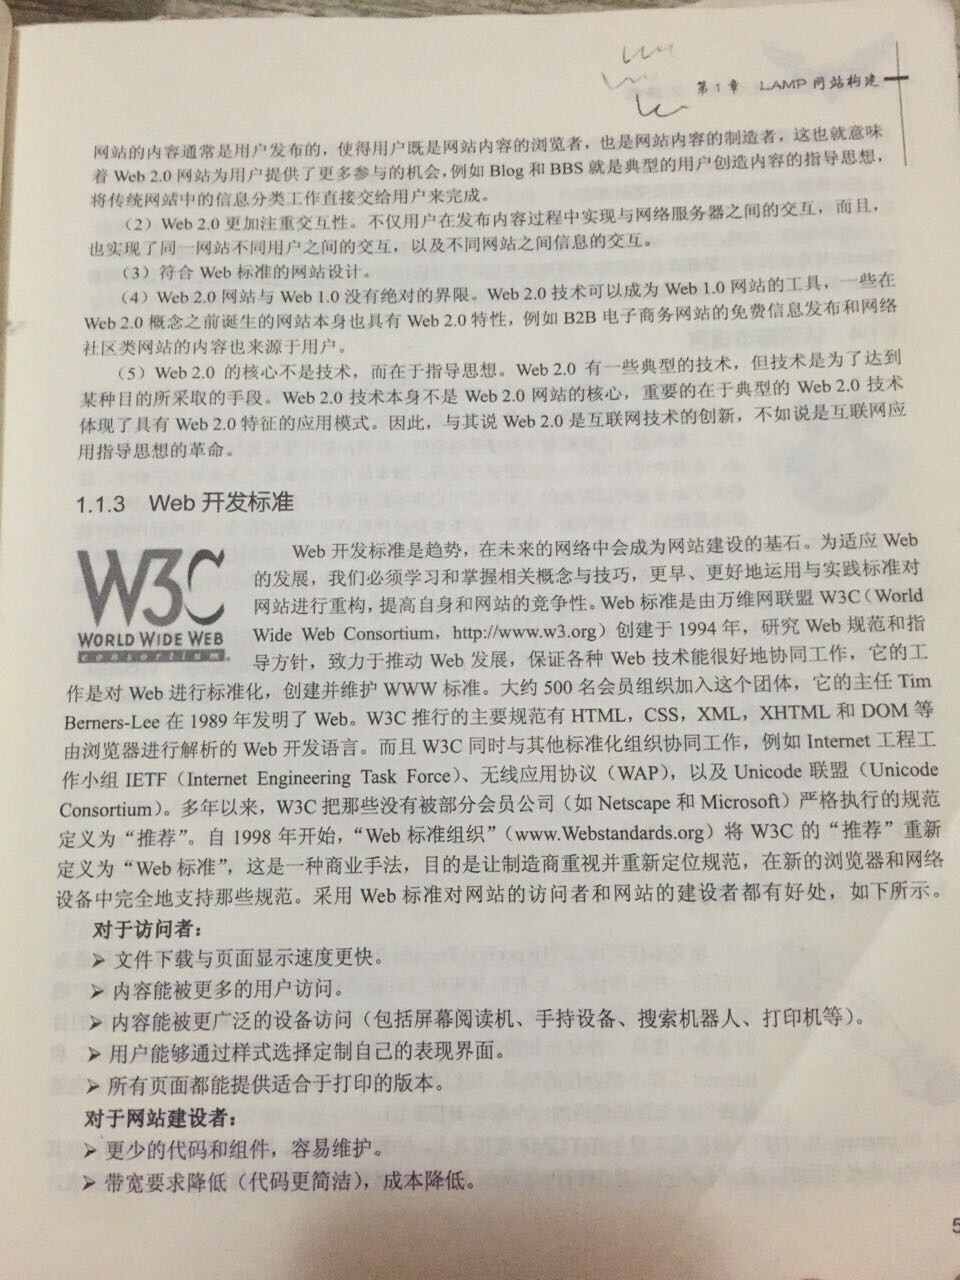 第1章 LAMP 网站构建
网站的内容通常是用户发布的，使得用户既是网站内容的浏览者，也是网站内容的制造者，这也就意味
着 Web 2.0 网站为用户提供了更多参与的机会，例如 Blog 和 BBS 就是典型的用户创造内容的指导思想，
将传统网站中的信息分类工作直接交给用户来完成。
（2）Web 2.0 更加注重交互性。不仅用户在发布内容过程中实现与网络服务器之间的交互，而且，
也实现了同一网站不同用户之间的交互，以及不同网站之间信息的交互。
（3）符合 Web 标准的网站设计。
（4）Web 2.0 网站与 Web 1.0 没有绝对的界限。Web 2.0 技术可以成为 Web 1.0 网站的工具，一些在
Web 2.0 概念之前诞生的网站本身也具有 Web 2.0 特性，例如 B2B 电子商务网站的免费信息发布和网络
社区类网站的内容也来源于用户。
（5）Web 2.0 的核心不是技术，而在于指导思想。Web 2.0 有一些典型的技术，但技术是为了达到
某种目的所采取的手段。Web 2.0 技术本身不是 Web 2.0 网站的核心，重要的在于典型的 Web 2.0 技术
体现了具有 Web 2.0 特征的应用模式。因此，与其说 Web 2.0 是互联网技术的创新，不如说是互联网应
用指导思想的革命。
1.1.3 Web 开发标准
W3C
WORLD WIDE WEB
consortium
Web 开发标准是趋势，在未来的网络中会成为网站建设的基石。为适应 Web
的发展，我们必须学习和掌握相关概念与技巧，更早、更好地运用与实践标准对
网站进行重构，提高自身和网站的竞争性。Web 标准是由万维网联盟 W3C（World
Wide Web Consortium，http://www.w3.org）创建于 1994 年，研究 Web 规范和指
导方针，致力于推动 Web 发展，保证各种 Web 技术能很好地协同工作，它的工
作是对 Web 进行标准化，创建并维护 WWW 标准。大约 500 名会员组织加入这个团体，它的主任 Tim
Berners-Lee 在 1989 年发明了 Web。W3C 推行的主要规范有 HTML，CSS，XML，XHTML 和 DOM 等
由浏览器进行解析的 Web 开发语言。而且 W3C 同时与其他标准化组织协同工作，例如 Internet 工程工
作小组 IETF（Internet Engineering Task Force）、无线应用协议（WAP），以及 Unicode 联盟（Unicode
Consortium）。多年以来，W3C 把那些没有被部分会员公司（如 Netscape 和 Microsoft）严格执行的规范
定义为“推荐”。自 1998 年开始，“Web 标准组织”（www.Webstandards.org）将 W3C 的“推荐”重新
定义为“Web 标准”，这是一种商业手法，目的是让制造商重视并重新定位规范，在新的浏览器和网络
设备中完全地支持那些规范。采用 Web 标准对网站的访问者和网站的建设者都有好处，如下所示。
对于访问者：
➢ 文件下载与页面显示速度更快。
➢ 内容能被更多的用户访问。
➢ 内容能被更广泛的设备访问（包括屏幕阅读机、手持设备、搜索机器人、打印机等）。
➢ 用户能够通过样式选择定制自己的表现界面。
➢ 所有页面都能提供适合于打印的版本。
对于网站建设者：
➢ 更少的代码和组件，容易维护。
➢ 带宽要求降低（代码更简洁），成本降低。
5